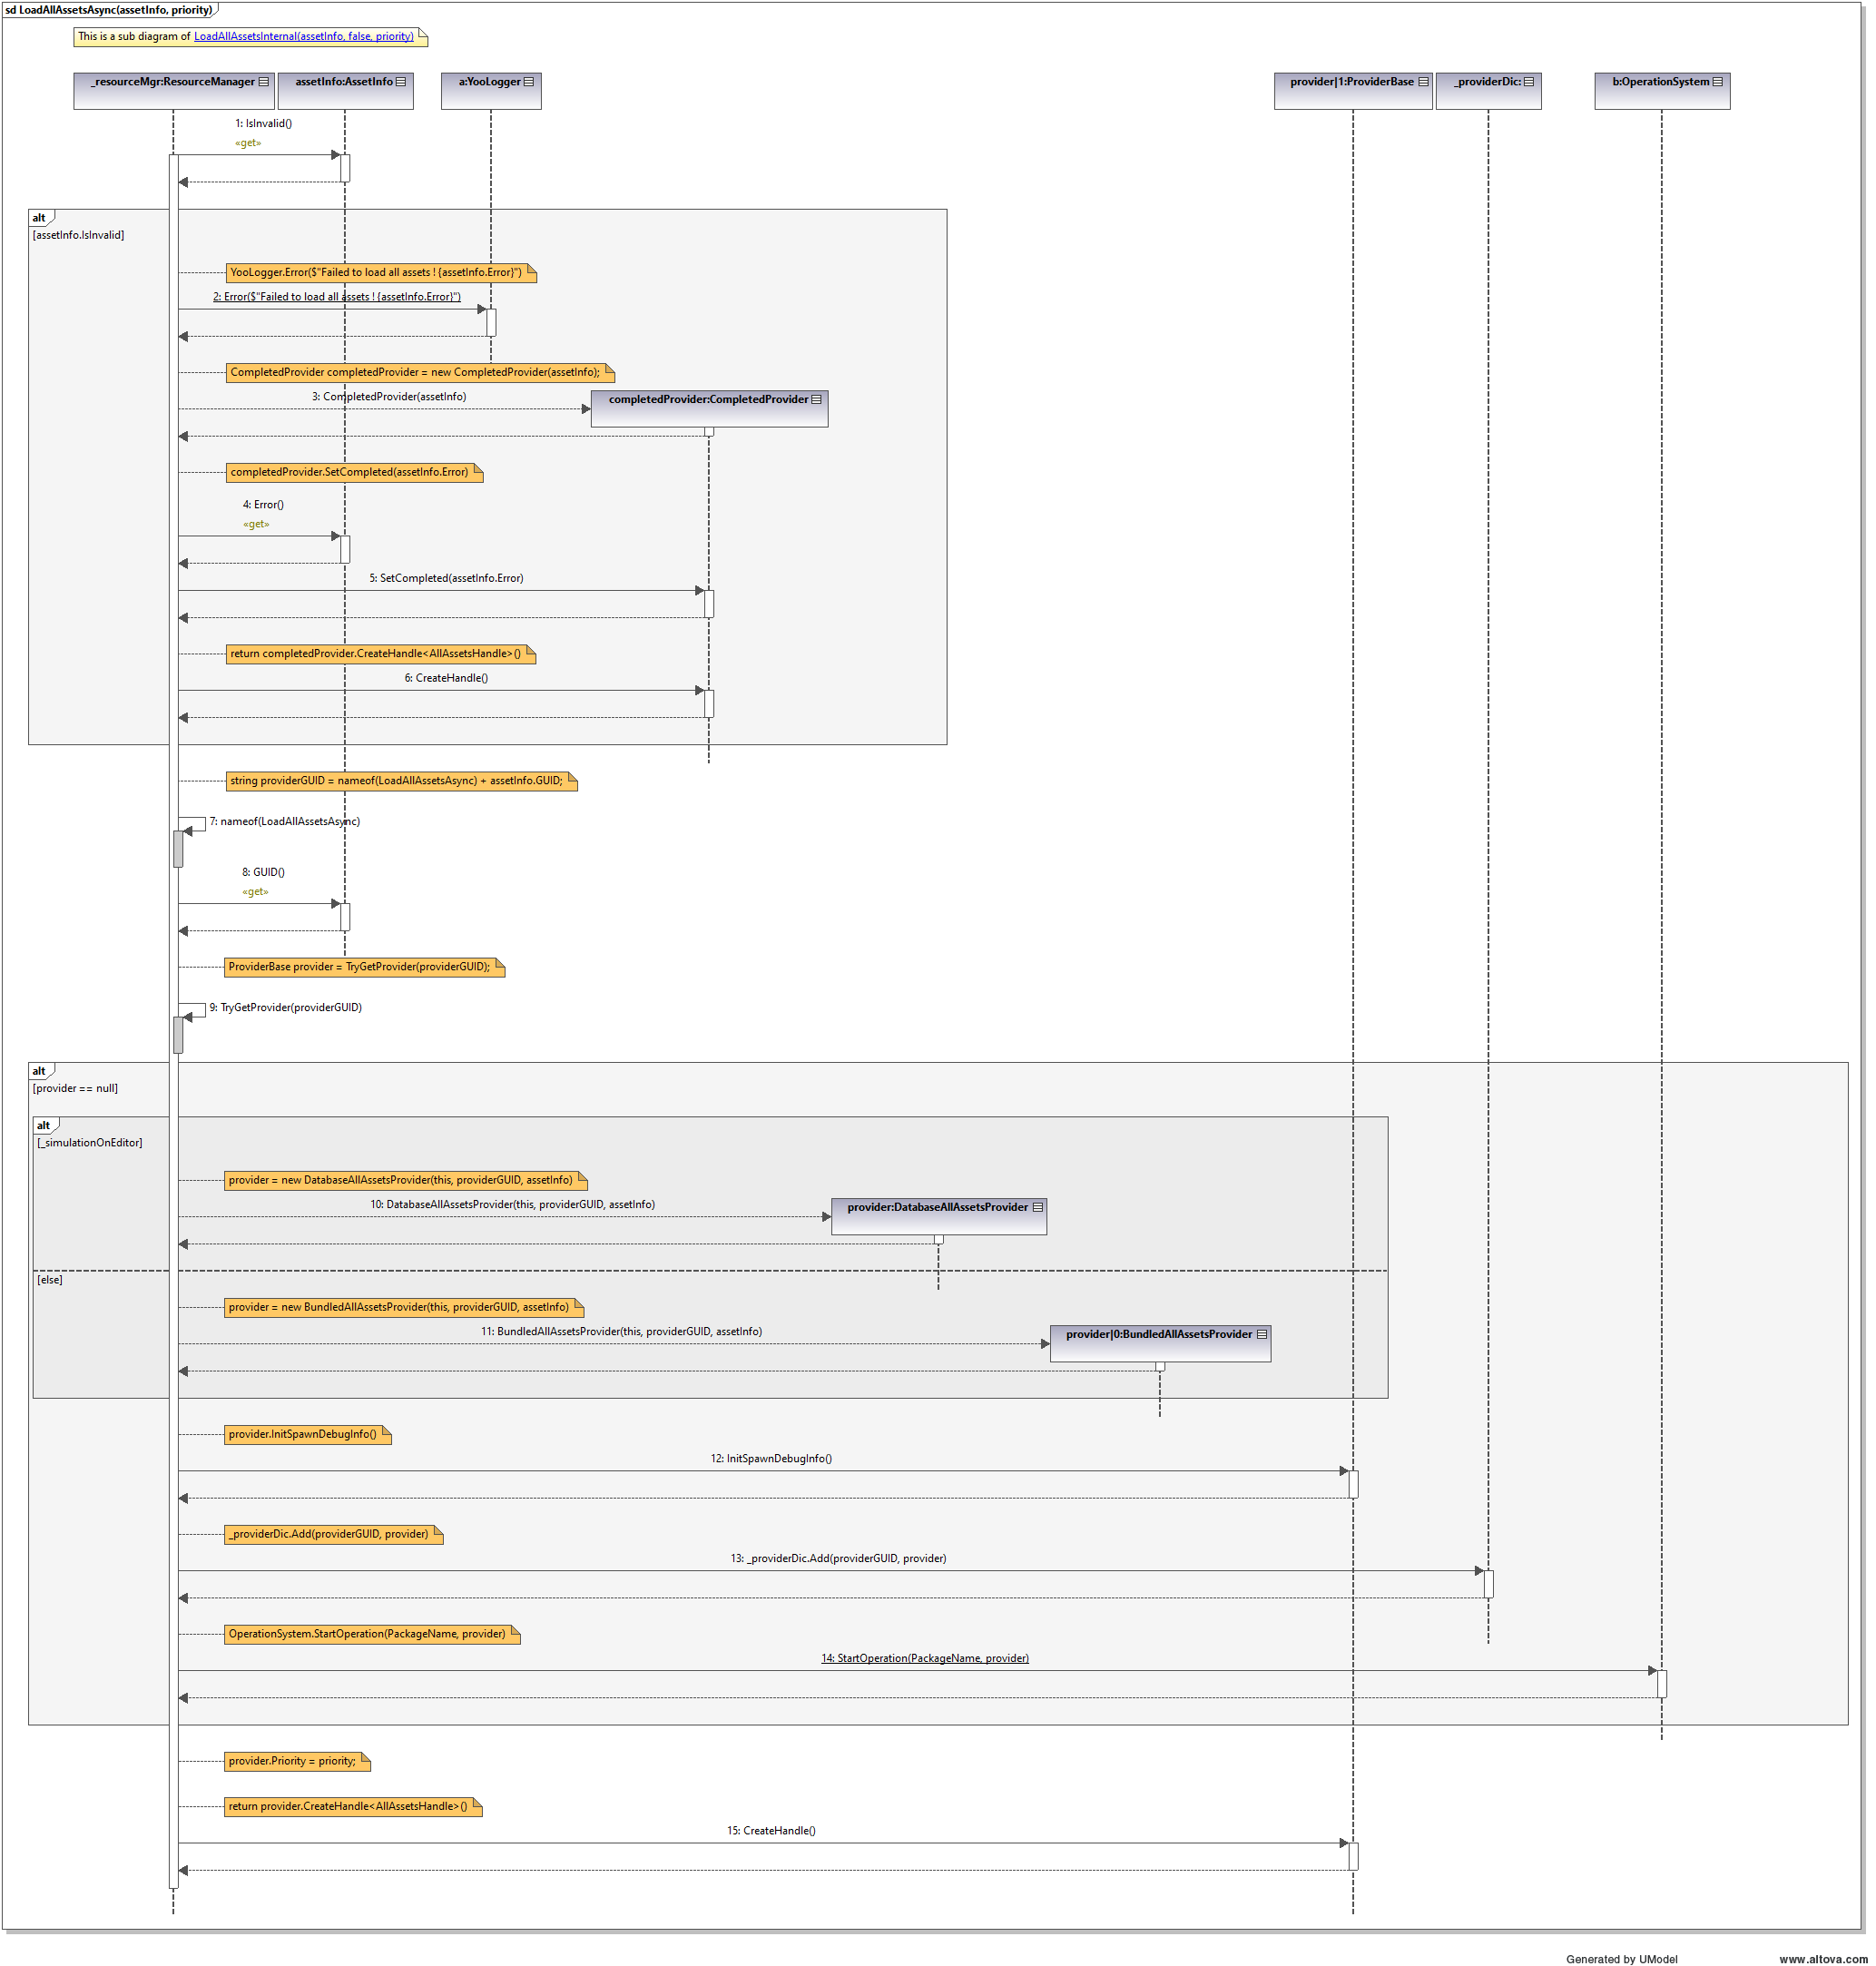 sd LoadAllAssetsAsync(assetInfo, priority)
This is a sub diagram of LoadAllAssetsInternal(assetInfo, false, priority)
_resourceMgr:ResourceManager
assetInfo:AssetInfo
a:YooLogger
provider|1:ProviderBase
_providerDic:
b:OperationSystem
1: IsInvalid()
«get»
alt
[assetInfo.IsInvalid]
YooLogger.Error($"Failed to load all assets ! {assetInfo.Error}")
2: Error($"Failed to load all assets ! {assetInfo.Error}")
CompletedProvider completedProvider = new CompletedProvider(assetInfo);
3: CompletedProvider(assetInfo)
completedProvider:CompletedProvider
completedProvider.SetCompleted(assetInfo.Error)
4: Error()
«get»
5: SetCompleted(assetInfo.Error)
return completedProvider.CreateHandle<AllAssetsHandle>()
6: CreateHandle()
string providerGUID = nameof(LoadAllAssetsAsync) + assetInfo.GUID;
7: nameof(LoadAllAssetsAsync)
8: GUID()
«get»
ProviderBase provider = TryGetProvider(providerGUID);
9: TryGetProvider(providerGUID)
alt
[provider == null]
alt
[_simulationOnEditor]
provider = new DatabaseAllAssetsProvider(this, providerGUID, assetInfo)
10: DatabaseAllAssetsProvider(this, providerGUID, assetInfo)
provider:DatabaseAllAssetsProvider
[else]
provider = new BundledAllAssetsProvider(this, providerGUID, assetInfo)
11: BundledAllAssetsProvider(this, providerGUID, assetInfo)
provider|0:BundledAllAssetsProvider
provider.InitSpawnDebugInfo()
12: InitSpawnDebugInfo()
_providerDic.Add(providerGUID, provider)
13: _providerDic.Add(providerGUID, provider)
OperationSystem.StartOperation(PackageName, provider)
14: StartOperation(PackageName, provider)
provider.Priority = priority;
return provider.CreateHandle<AllAssetsHandle>()
15: CreateHandle()
Generated by UModel
www.altova.com